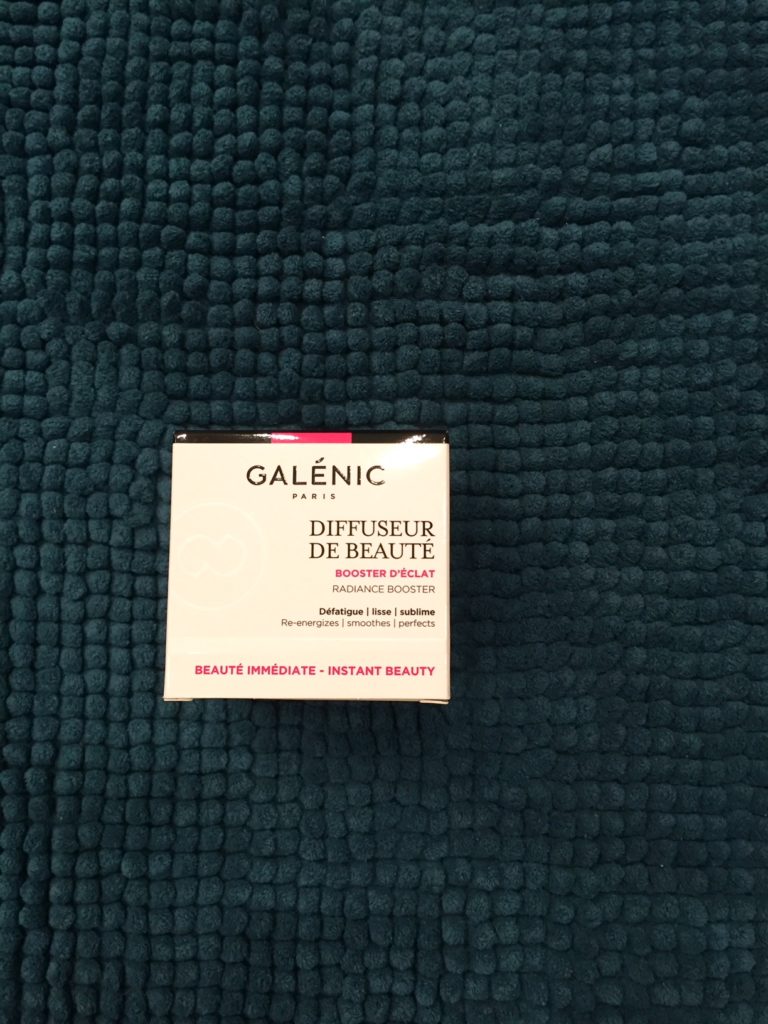 GALÉNIC
PARIS
DIFFUSEUR
DE BEAUTÉ
BOOSTER D'ÉCLAT
RADIANCE BOOSTER
Défatigue | lisse | sublime
Re-energizes | smoothes | perfects
BEAUTÉ IMMÉDIATE - INSTANT BEAUTY